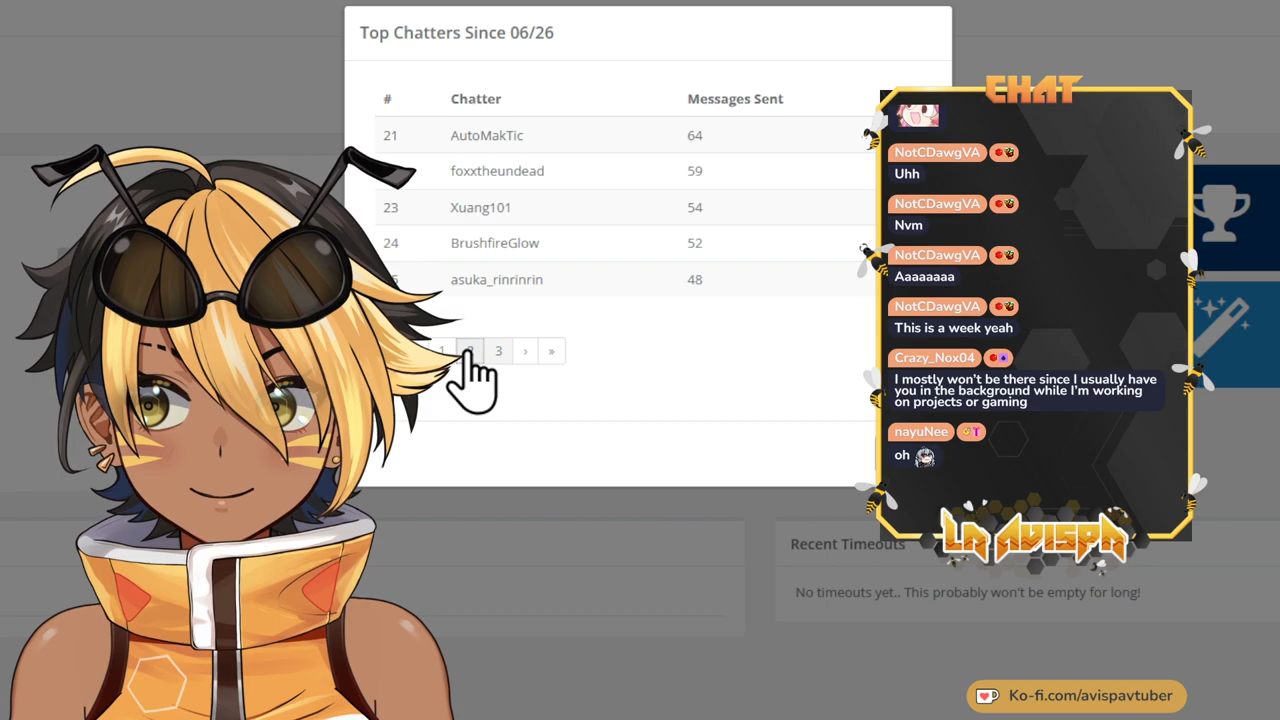 Top Chatters Since 06/26
# Chatter Messages Sent
21 AutoMakTic 64
foxxtheundead 59
23 Xuang101 54
24 BrushfireGlow 52
asuka_rinrinrin 48
1 2 3 › »
CHAT
NotCDawgVA
Uhh
NotCDawgVA
Nvm
NotCDawgVA
Aaaaaaaa
NotCDawgVA
This is a week yeah
Crazy_Nox04
I mostly won't be there since I usually have
you in the background while I'm working
on projects or gaming
nayuNee
oh
LA AVISPA
Recent Timeouts
No timeouts yet.. This probably won't be empty for long!
Ko-fi.com/avispavtuber